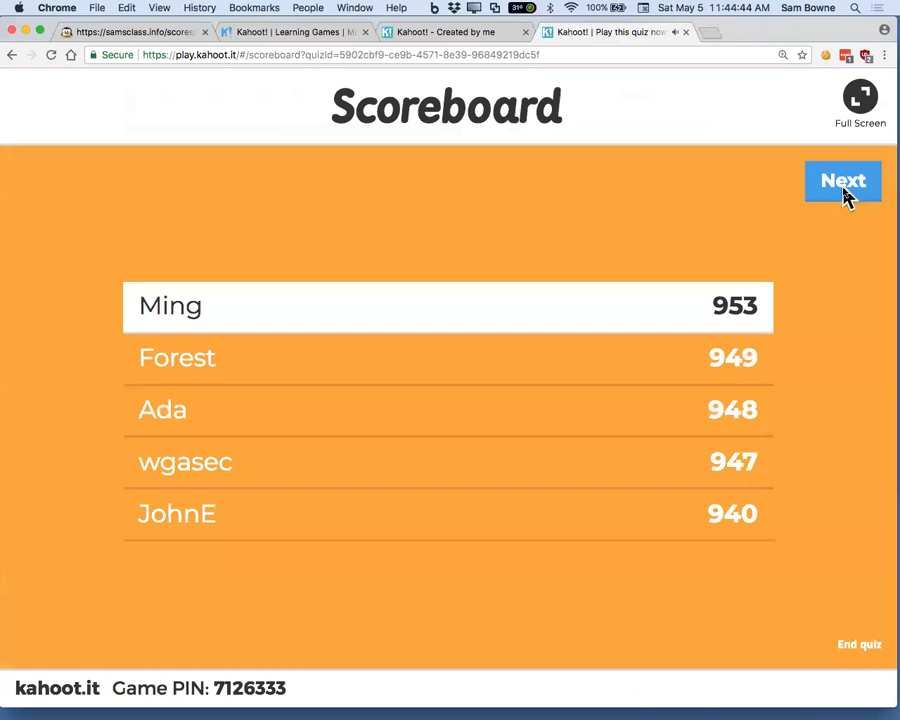 Chrome File Edit View History Bookmarks People Window Help 31° 100% Sat May 5 11:44:44 AM Sam Bowne
https://samsclass.info/scores Kahoot! | Learning Games | M Kahoot! - Created by me Kahoot! | Play this quiz now
Secure https://play.kahoot.it/#/scoreboard?quizId=5902cbf9-ce9b-4571-8e39-96849219dc5f
Scoreboard
Full Screen
Next
Ming 953
Forest 949
Ada 948
wgasec 947
JohnE 940
End quiz
kahoot.it Game PIN: 7126333